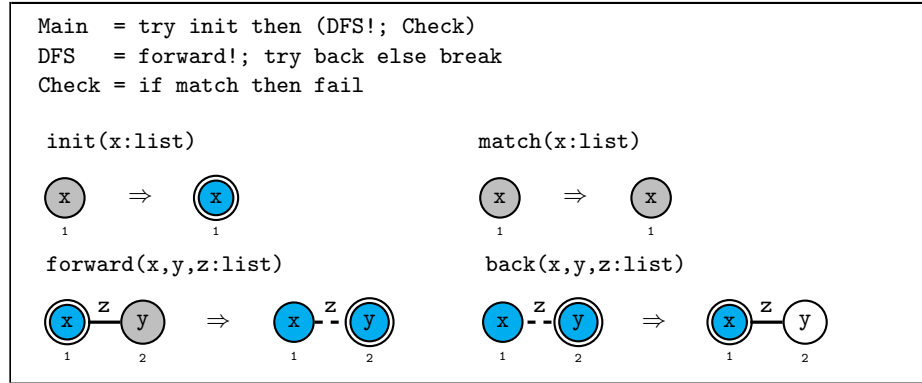 Main = try init then (DFS!; Check)
DFS = forward!; try back else break
Check = if match then fail
init(x:list) match(x:list)
x ⇒ x x ⇒ x
1 1 1 1
forward(x,y,z:list) back(x,y,z:list)
z z z z
x y ⇒ x y x y ⇒ x y
1 2 1 2 1 2 1 2